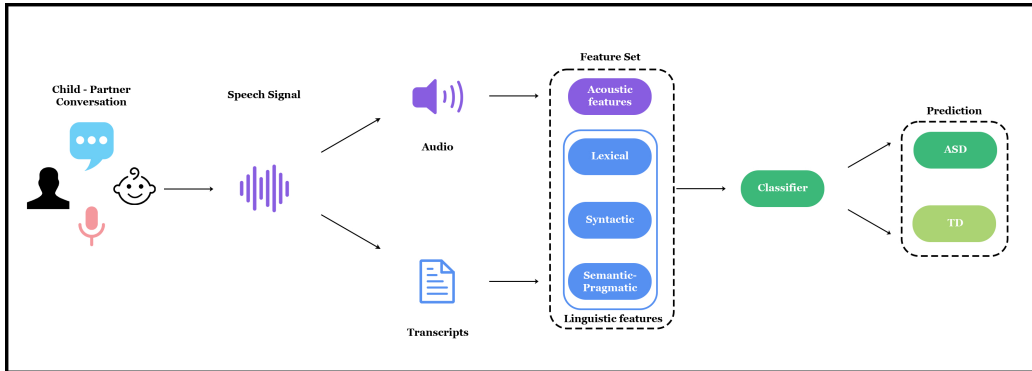 Child - Partner
Conversation
Speech Signal
Audio
Transcripts
Feature Set
Acoustic
features
Lexical
Syntactic
Semantic-
Pragmatic
Linguistic features
Classifier
Prediction
ASD
TD